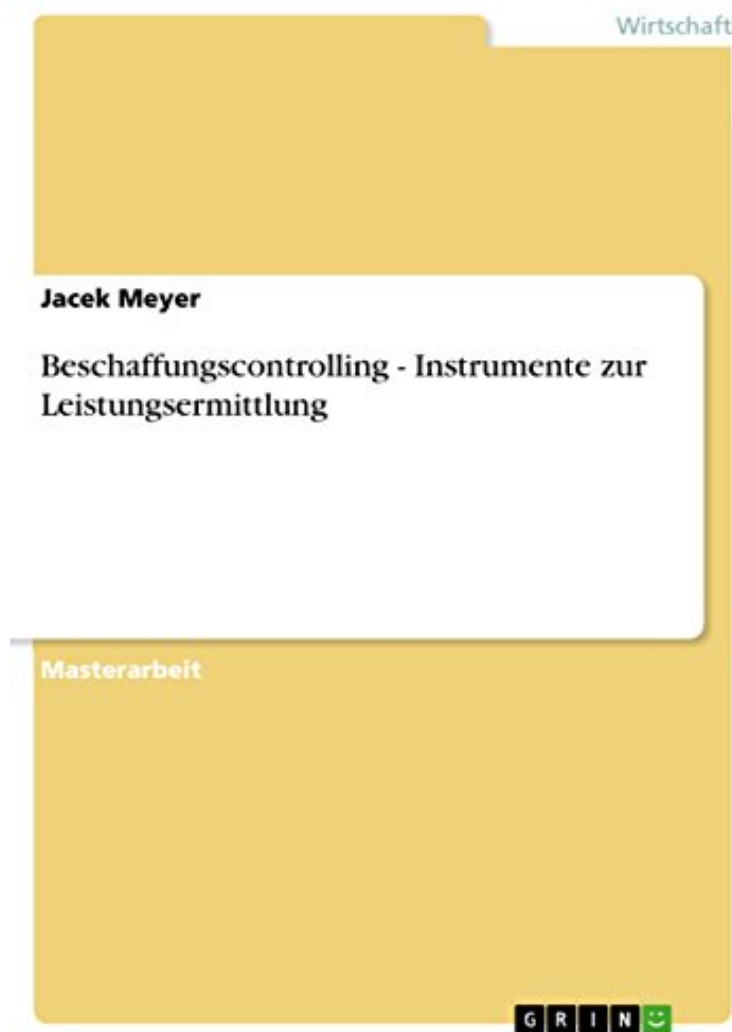 Wirtschaft
Jacek Meyer
Beschaffungscontrolling - Instrumente zur
Leistungsermittlung
Masterarbeit
GRIN